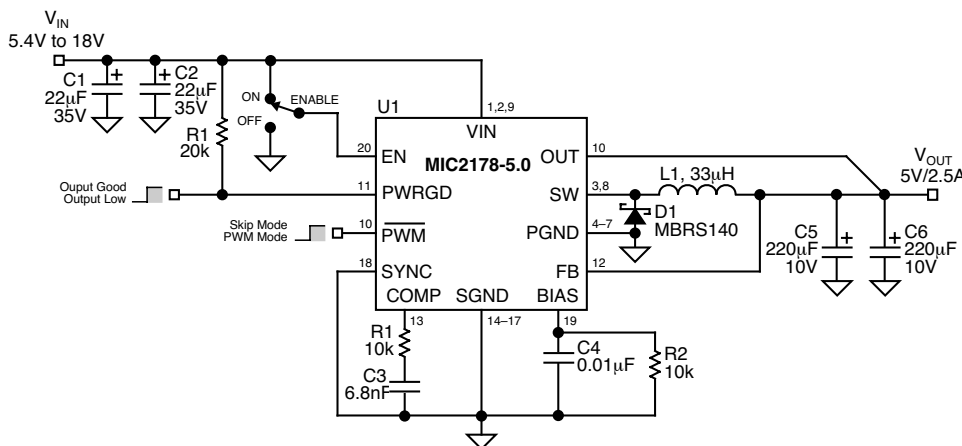 VIN
5.4V to 18V
C1
22µF
35V
C2
22µF
35V
R1
20k
ON
OFF
ENABLE
U1
1,2,9
VIN
MIC2178-5.0
20
EN
OUT
10
11
PWRGD
SW
3,8
L1, 33µH
VOUT
5V/2.5A
Ouput Good
Output Low
Skip Mode
PWM Mode
10
PWM
PGND
4–7
D1
MBRS140
C5
220µF
10V
C6
220µF
10V
18
SYNC
FB
12
COMP
SGND
BIAS
13
14–17
19
R1
10k
C3
6.8nF
C4
0.01µF
R2
10k